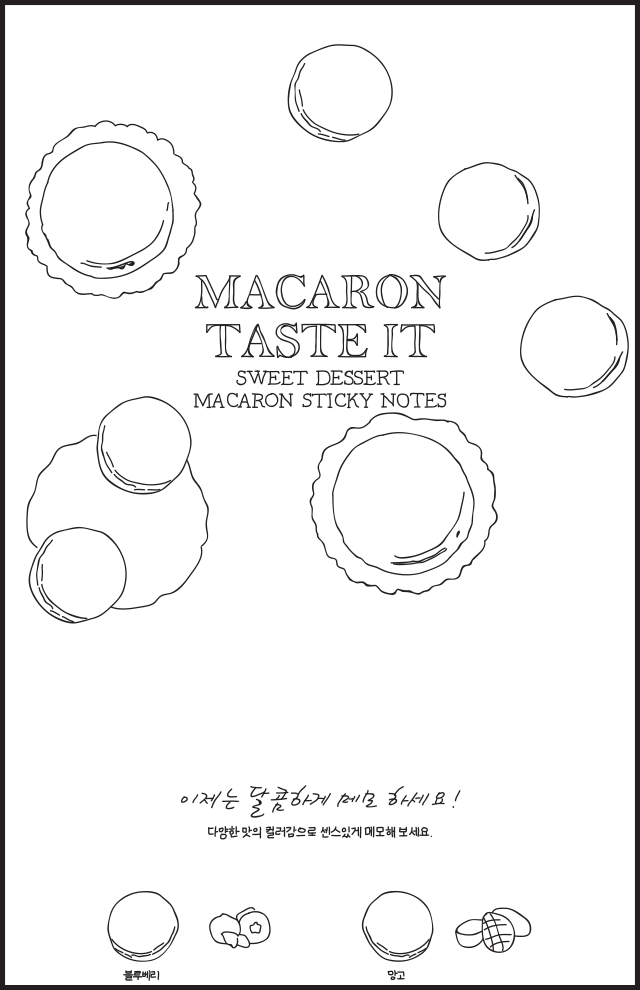 MACARON
TASTE IT
SWEET DESSERT
MACARON STICKY NOTES
이제는 달콤하게 메모 하세요!
다양한 맛의 컬러감으로 센스있게 메모해 보세요.
블루베리
망고